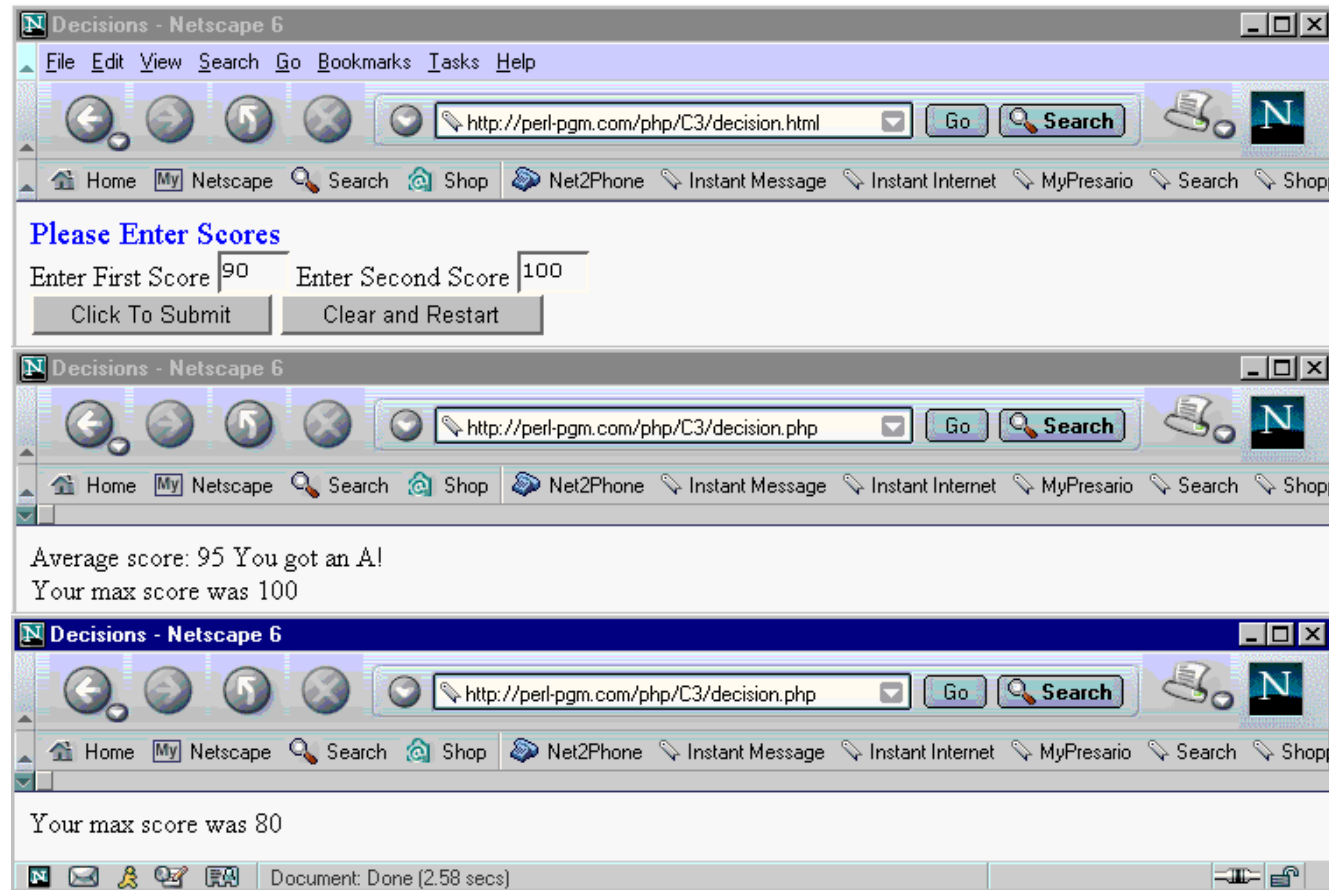 N Decisions - Netscape 6
File Edit View Search Go Bookmarks Tasks Help
http://perl-pgm.com/php/C3/decision.html Go Search N
Home My Netscape Search Shop Net2Phone Instant Message Instant Internet MyPresario Search Shopp
Please Enter Scores
Enter First Score 90 Enter Second Score 100
Click To Submit Clear and Restart
N Decisions - Netscape 6
http://perl-pgm.com/php/C3/decision.php Go Search N
Home My Netscape Search Shop Net2Phone Instant Message Instant Internet MyPresario Search Shopp
Average score: 95 You got an A!
Your max score was 100
N Decisions - Netscape 6
http://perl-pgm.com/php/C3/decision.php Go Search N
Home My Netscape Search Shop Net2Phone Instant Message Instant Internet MyPresario Search Shopp
Your max score was 80
N Document: Done (2.58 secs)